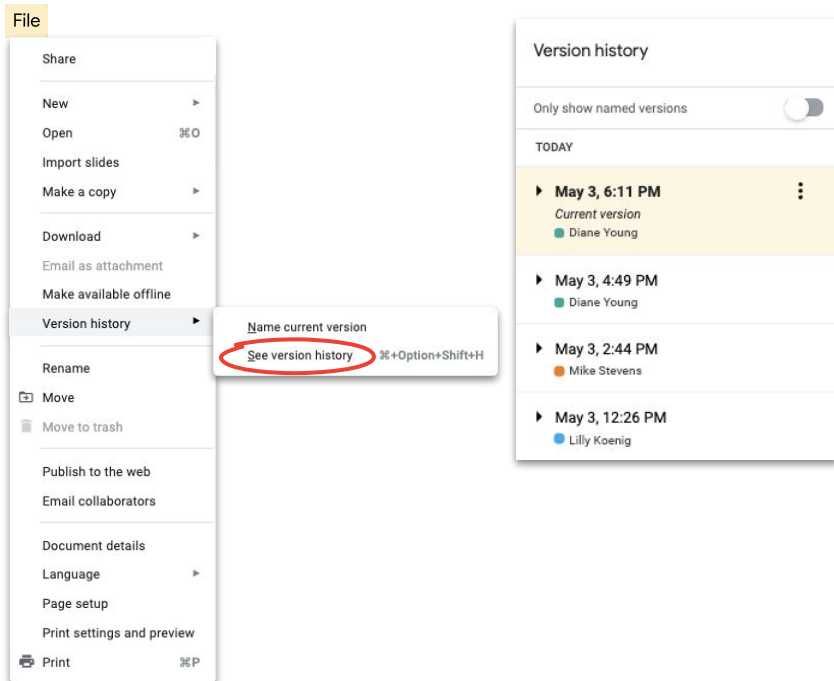 File
Share
New
Open ⌘O
Import slides
Make a copy
Download
Email as attachment
Make available offline
Version history
Name current version
See version history ⌘+Option+Shift+H
Rename
Move
Move to trash
Publish to the web
Email collaborators
Document details
Language
Page setup
Print settings and preview
Print ⌘P
Version history
Only show named versions
TODAY
May 3, 6:11 PM
Current version
Diane Young
May 3, 4:49 PM
Diane Young
May 3, 2:44 PM
Mike Stevens
May 3, 12:26 PM
Lilly Koenig